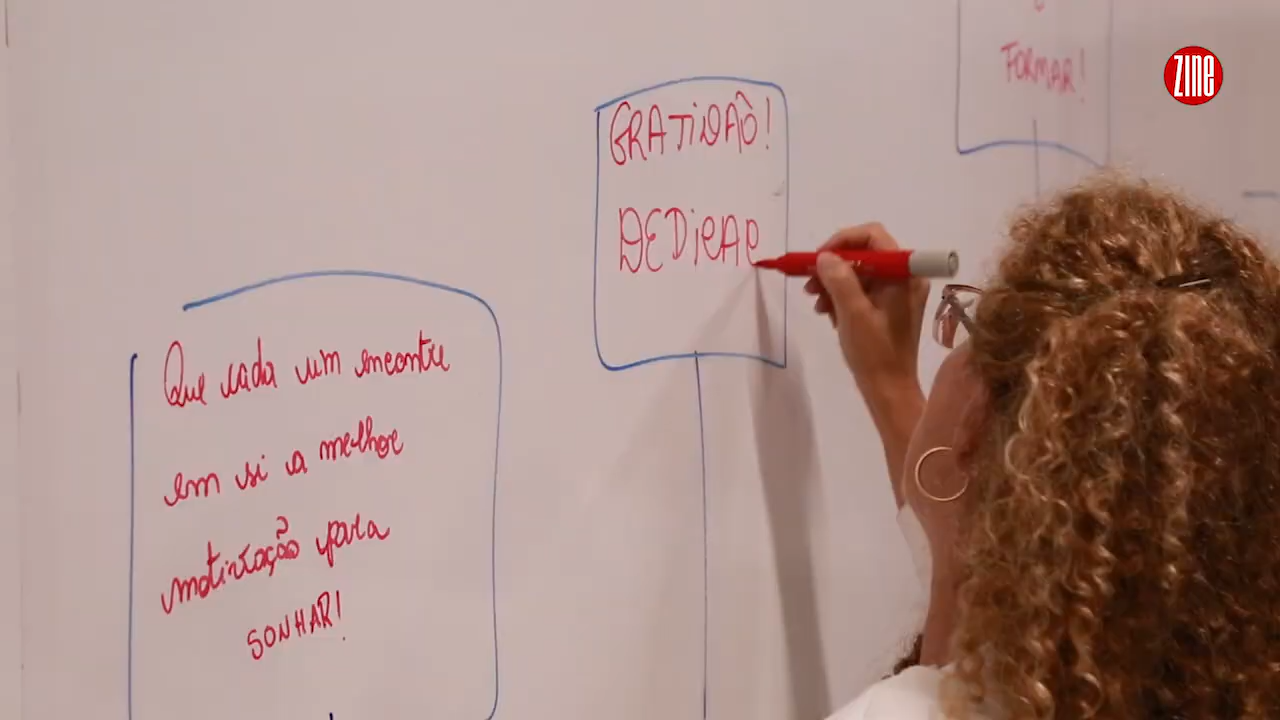 Que cada um encontre
em si a melhor
motivação para
SONHAR!
GRATIDÃO!
DEDICAÇ
FORMAR!
ZINE